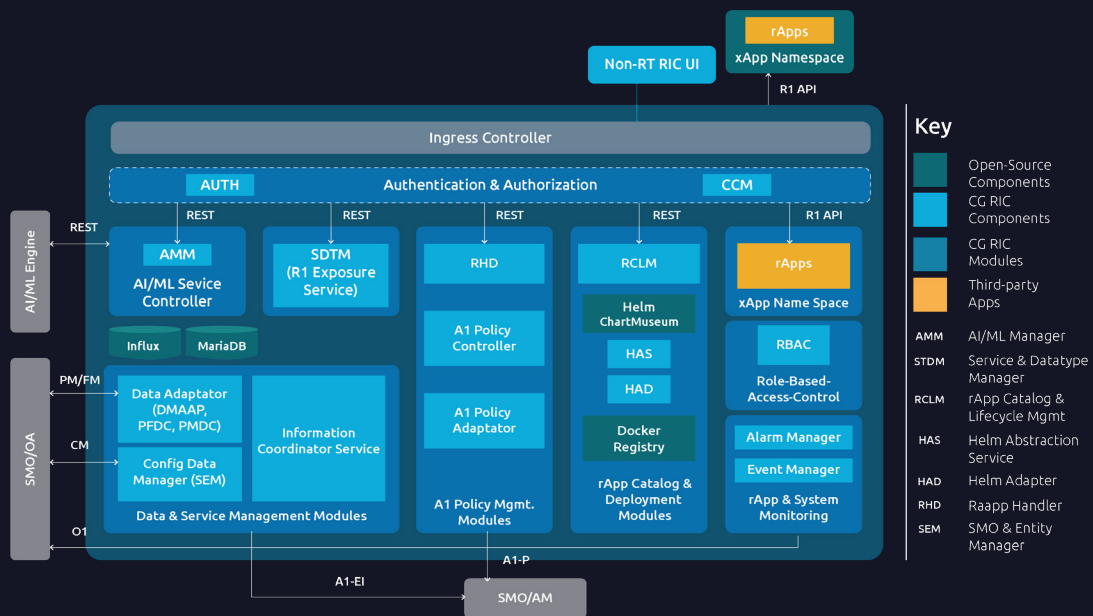 rApps
xApp Namespace
Non-RT RIC UI
R1 API
Ingress Controller
AUTH
Authentication & Authorization
CCM
REST
REST
REST
REST
R1 API
REST
AI/ML Engine
AMM
AI/ML Sevice
Controller
SDTM
(R1 Exposure
Service)
RHD
RCLM
rApps
xApp Name Space
Influx
MariaDB
A1 Policy
Controller
A1 Policy
Adaptator
A1 Policy Mgmt.
Modules
Helm
ChartMuseum
HAS
HAD
Docker
Registry
rApp Catalog &
Deployment
Modules
RBAC
Role-Based-
Access-Control
Alarm Manager
Event Manager
rApp & System
Monitoring
SMO/OA
PM/FM
CM
O1
Data Adaptator
(DMAAP,
PFDC, PMDC)
Config Data
Manager (SEM)
Information
Coordinator Service
Data & Service Management Modules
A1-EI
A1-P
SMO/AM
Key
Open-Source
Components
CG RIC
Components
CG RIC
Modules
Third-party
Apps
AMM AI/ML Manager
STDM Service & Datatype
Manager
RCLM rApp Catalog &
Lifecycle Mgmt
HAS Helm Abstraction
Service
HAD Helm Adapter
RHD Raapp Handler
SEM SMO & Entity
Manager